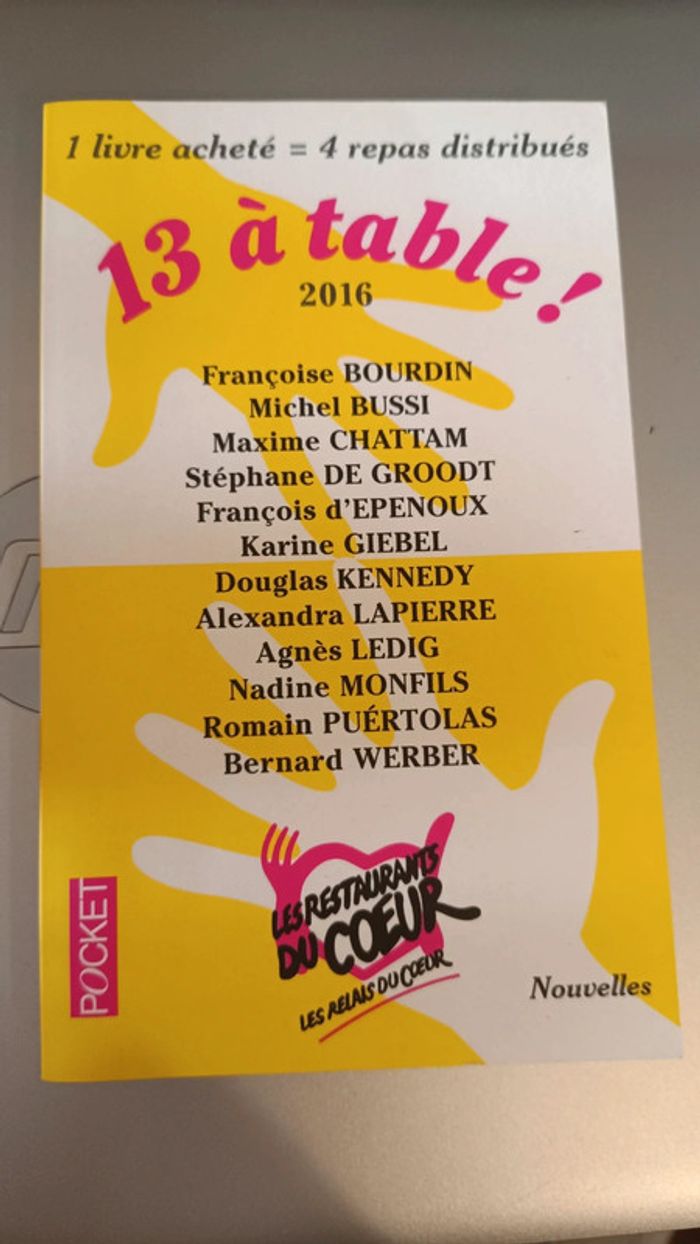 1 livre acheté = 4 repas distribués
13 à table !
2016
Françoise BOURDIN
Michel BUSSI
Maxime CHATTAM
Stéphane DE GROODT
François d'EPENOUX
Karine GIEBEL
Douglas KENNEDY
Alexandra LAPIERRE
Agnès LEDIG
Nadine MONFILS
Romain PUÉRTOLAS
Bernard WERBER
LES RESTAURANTS
DU CŒUR
LES RELAIS DU CŒUR
POCKET
Nouvelles